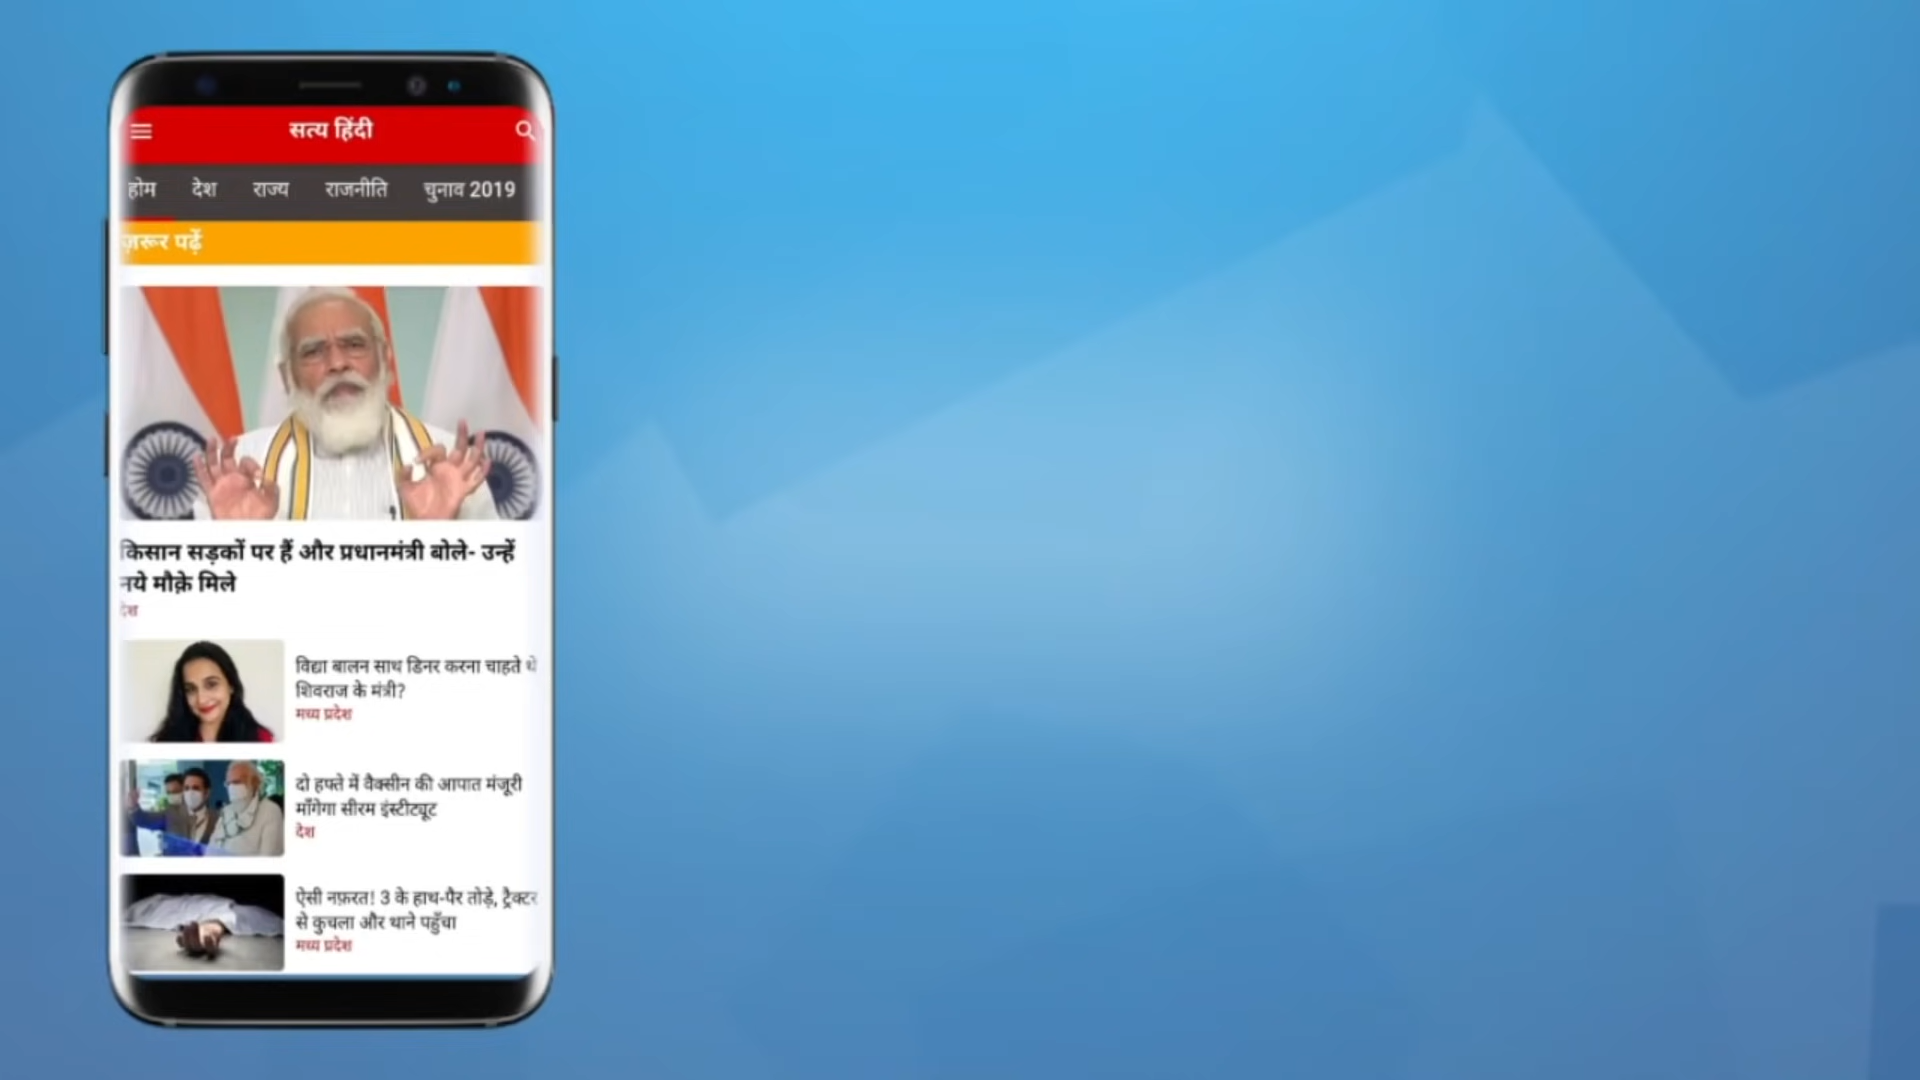 सत्य हिंदी
होम देश राज्य राजनीति चुनाव 2019
ज़रूर पढ़ें
किसान सड़कों पर हैं और प्रधानमंत्री बोले- उन्हें
नये मौक़े मिले
देश
विद्या बालन साथ डिनर करना चाहते थे
शिवराज के मंत्री?
मध्य प्रदेश
दो हफ्ते में वैक्सीन की आपात मंजूरी
माँगेगा सीरम इंस्टीट्यूट
देश
ऐसी नफ़रत! 3 के हाथ-पैर तोड़े, ट्रैक्टर
से कुचला और थाने पहुँचा
मध्य प्रदेश